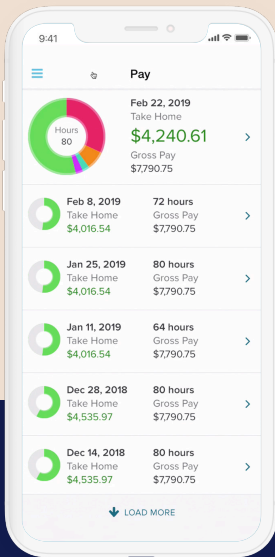 9:41
Pay
Hours
80
Feb 22, 2019
Take Home
$4,240.61
Gross Pay
$7,790.75
Feb 8, 2019 72 hours
Take Home Gross Pay
$4,016.54 $7,790.75
Jan 25, 2019 80 hours
Take Home Gross Pay
$4,016.54 $7,790.75
Jan 11, 2019 64 hours
Take Home Gross Pay
$4,016.54 $7,790.75
Dec 28, 2018 80 hours
Take Home Gross Pay
$4,535.97 $7,790.75
Dec 14, 2018 80 hours
Take Home Gross Pay
$4,535.97 $7,790.75
LOAD MORE